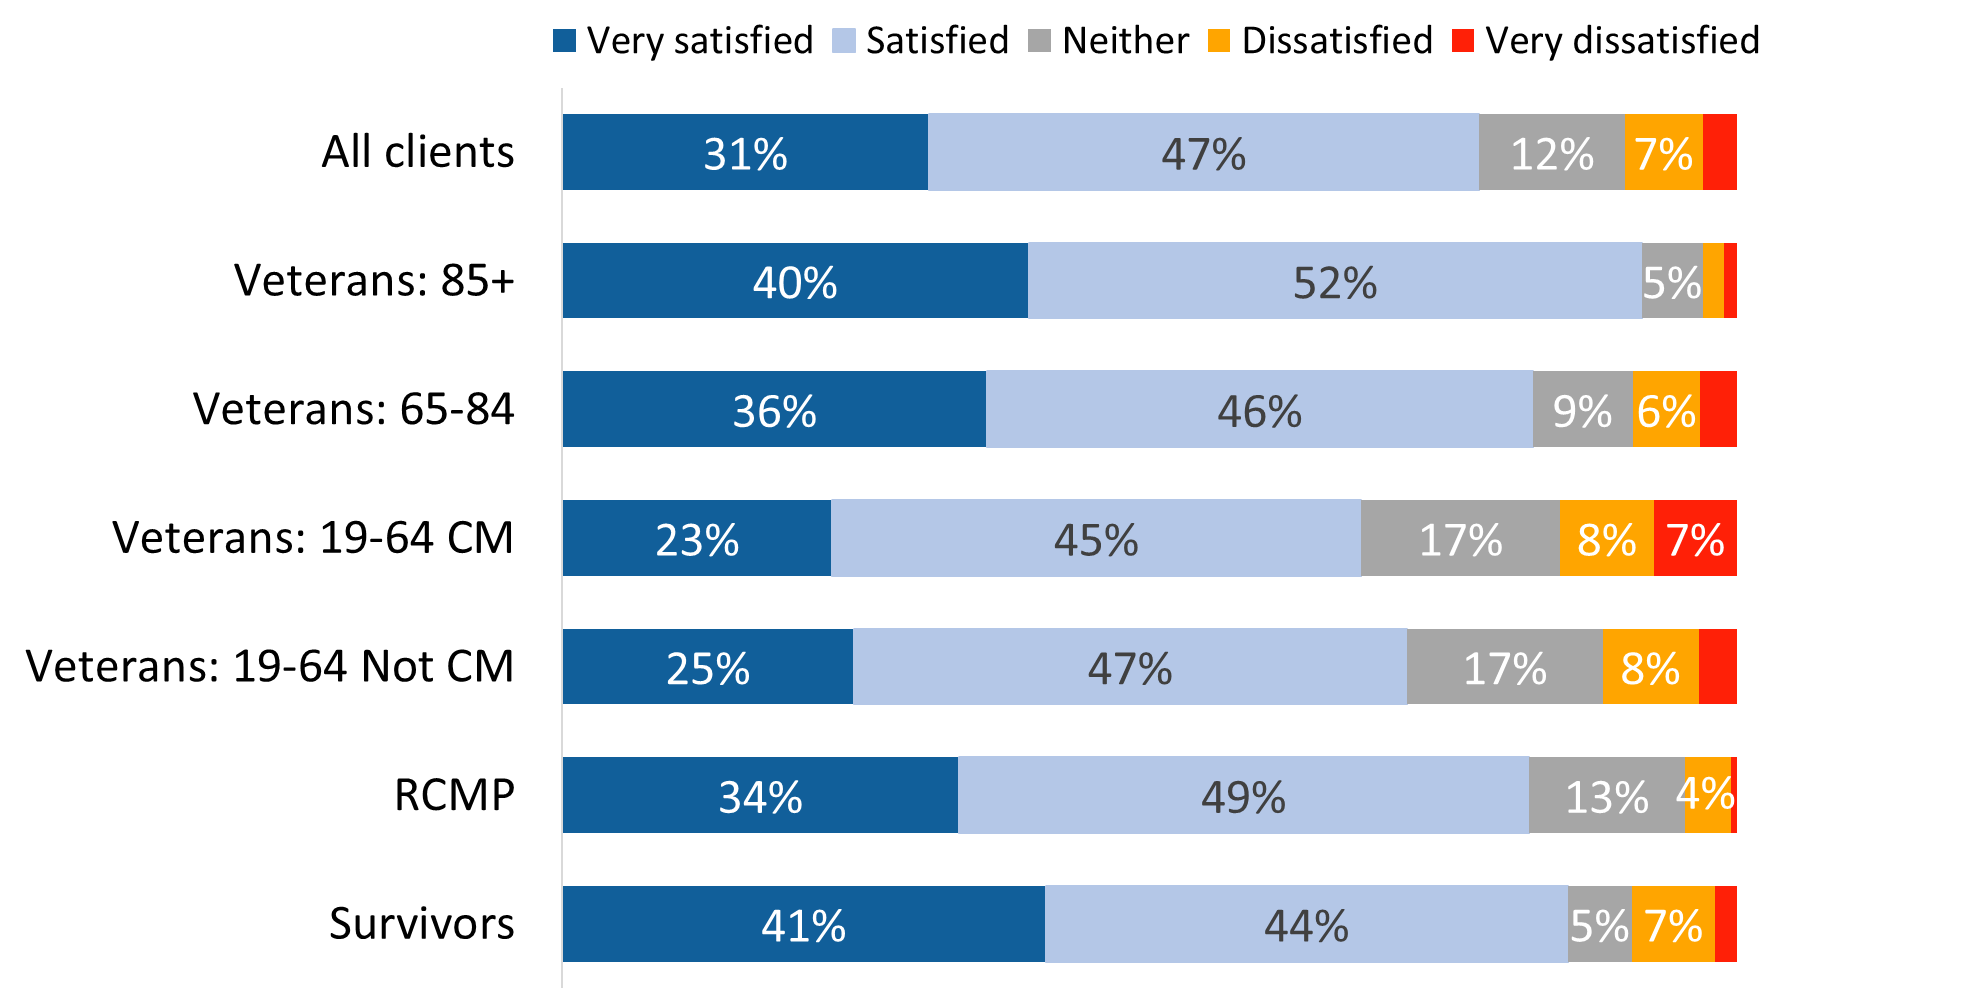 Very satisfied Satisfied Neither Dissatisfied Very dissatisfied
All clients 31% 47% 12% 7%
Veterans: 85+ 40% 52% 5%
Veterans: 65-84 36% 46% 9% 6%
Veterans: 19-64 CM 23% 45% 17% 8% 7%
Veterans: 19-64 Not CM 25% 47% 17% 8%
RCMP 34% 49% 13% 4%
Survivors 41% 44% 5% 7%